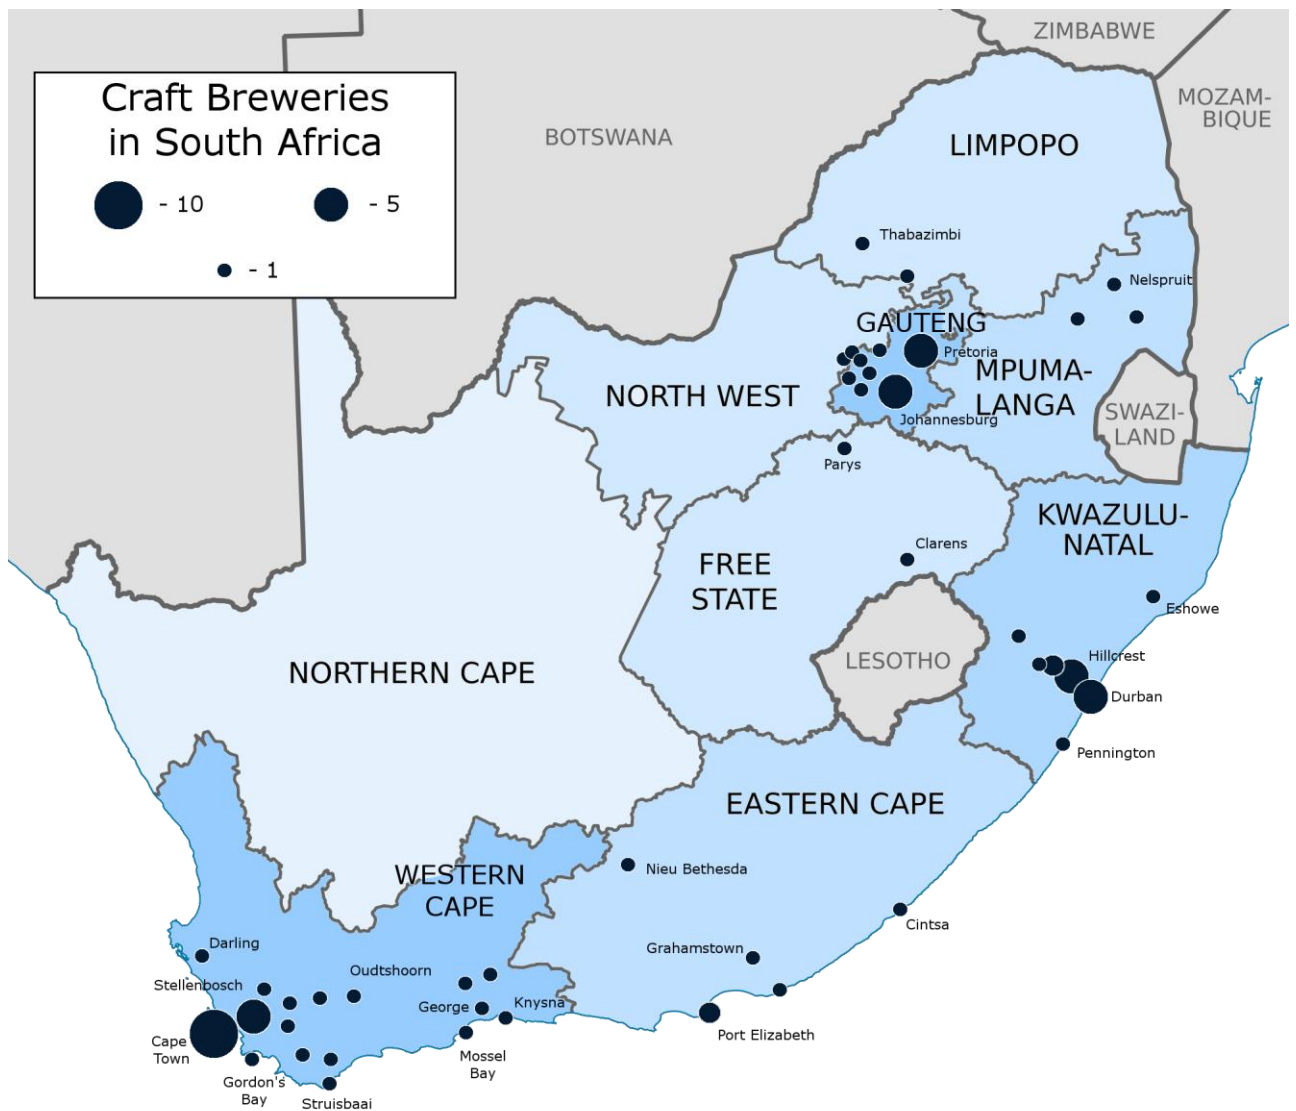 Craft Breweries
in South Africa
- 10
- 5
- 1
ZIMBABWE
MOZAM-
BIQUE
BOTSWANA
LIMPOPO
Thabazimbi
Nelspruit
GAUTENG
Pretoria
MPUMA-
LANGA
NORTH WEST
SWAZI-
LAND
Johannesburg
Parys
KWAZULU-
NATAL
Clarens
FREE
STATE
Eshowe
LESOTHO
Hillcrest
NORTHERN CAPE
Durban
Pennington
EASTERN CAPE
Nieu Bethesda
WESTERN
CAPE
Cintsa
Darling
Grahamstown
Oudtshoorn
Stellenbosch
George
Knysna
Port Elizabeth
Cape
Town
Mossel
Bay
Gordon's
Bay
Struisbaai